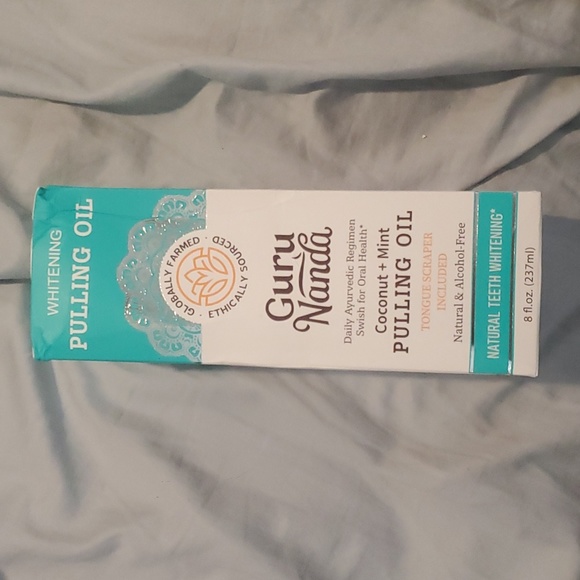 WHITENING
PULLING OIL
GLOBALLY FARMED · ETHICALLY SOURCED ·
Guru
Nanda
Daily Ayurvedic Regimen
Swish for Oral Health*
Coconut + Mint
PULLING OIL
TONGUE SCRAPER
INCLUDED
Natural & Alcohol-Free
NATURAL TEETH WHITENING*
8 fl.oz. (237ml)